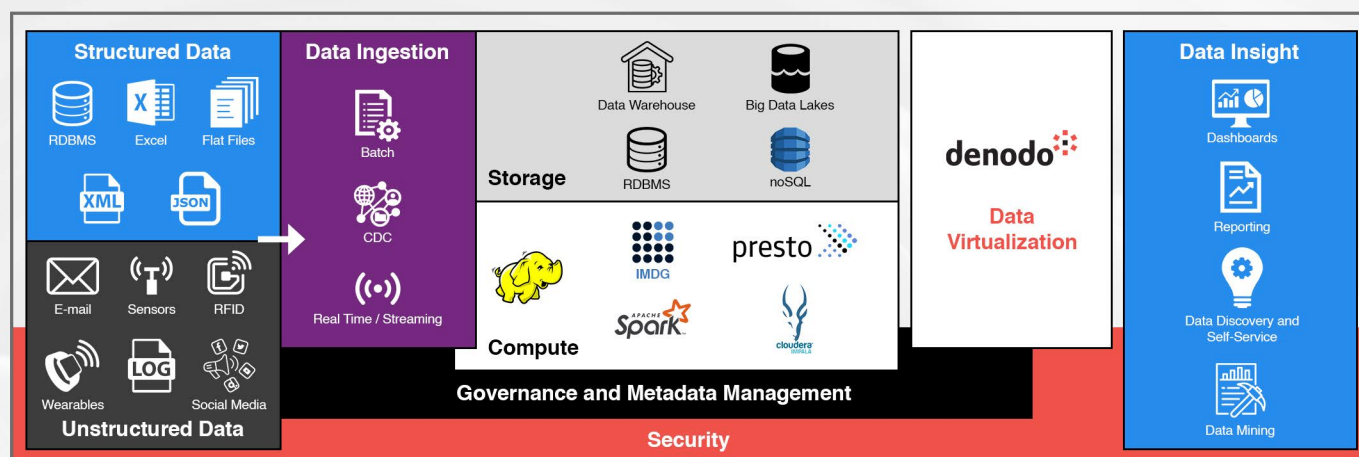 Structured Data
RDBMS
Excel
Flat Files
X
XML
JSON
E-mail
Sensors
RFID
Wearables
LOG
Social Media
Unstructured Data
Data Ingestion
Batch
CDC
Real Time / Streaming
Data Warehouse
Big Data Lakes
Storage
RDBMS
noSQL
IMDG
presto
APACHE
Spark
cloudera
IMPALA
Compute
denodo
Data
Virtualization
Data Insight
Dashboards
Reporting
Data Discovery and
Self-Service
Data Mining
Governance and Metadata Management
Security